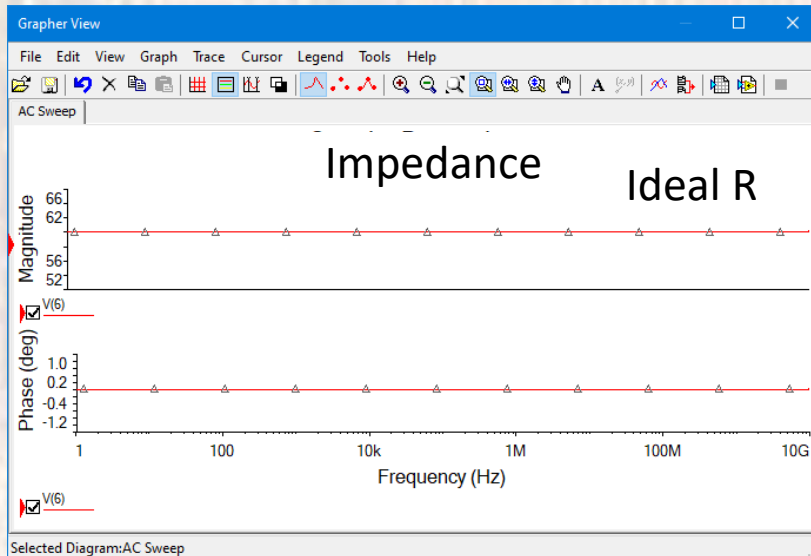 Grapher View
File Edit View Graph Trace Cursor Legend Tools Help
A
AC Sweep
Impedance
Ideal R
Magnitude
66
62
56
52
V(6)
Phase (deg)
1.0
0.2
-0.4
-1.2
1 100 10k 1M 100M 10G
Frequency (Hz)
V(6)
Selected Diagram:AC Sweep